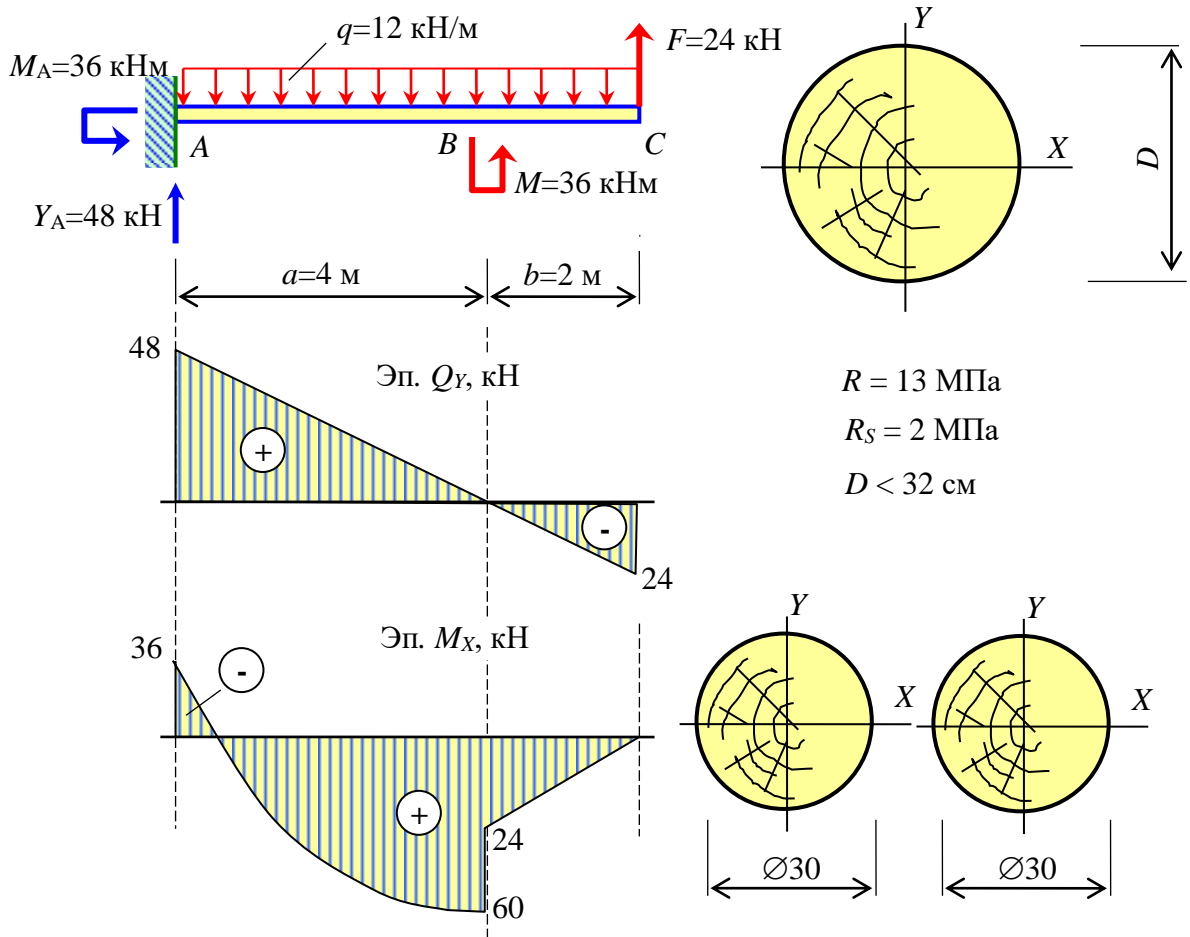 q=12 кН/м
F=24 кН
M_A=36 кНм
A
B
C
M=36 кНм
Y_A=48 кН
a=4 м
b=2 м
Y
X
D
48
Эп. Q_Y, кН
+
-
24
R = 13 МПа
R_S = 2 МПа
D < 32 см
36
Эп. M_X, кН
-
+
24
60
Y
X
∅30
Y
X
∅30